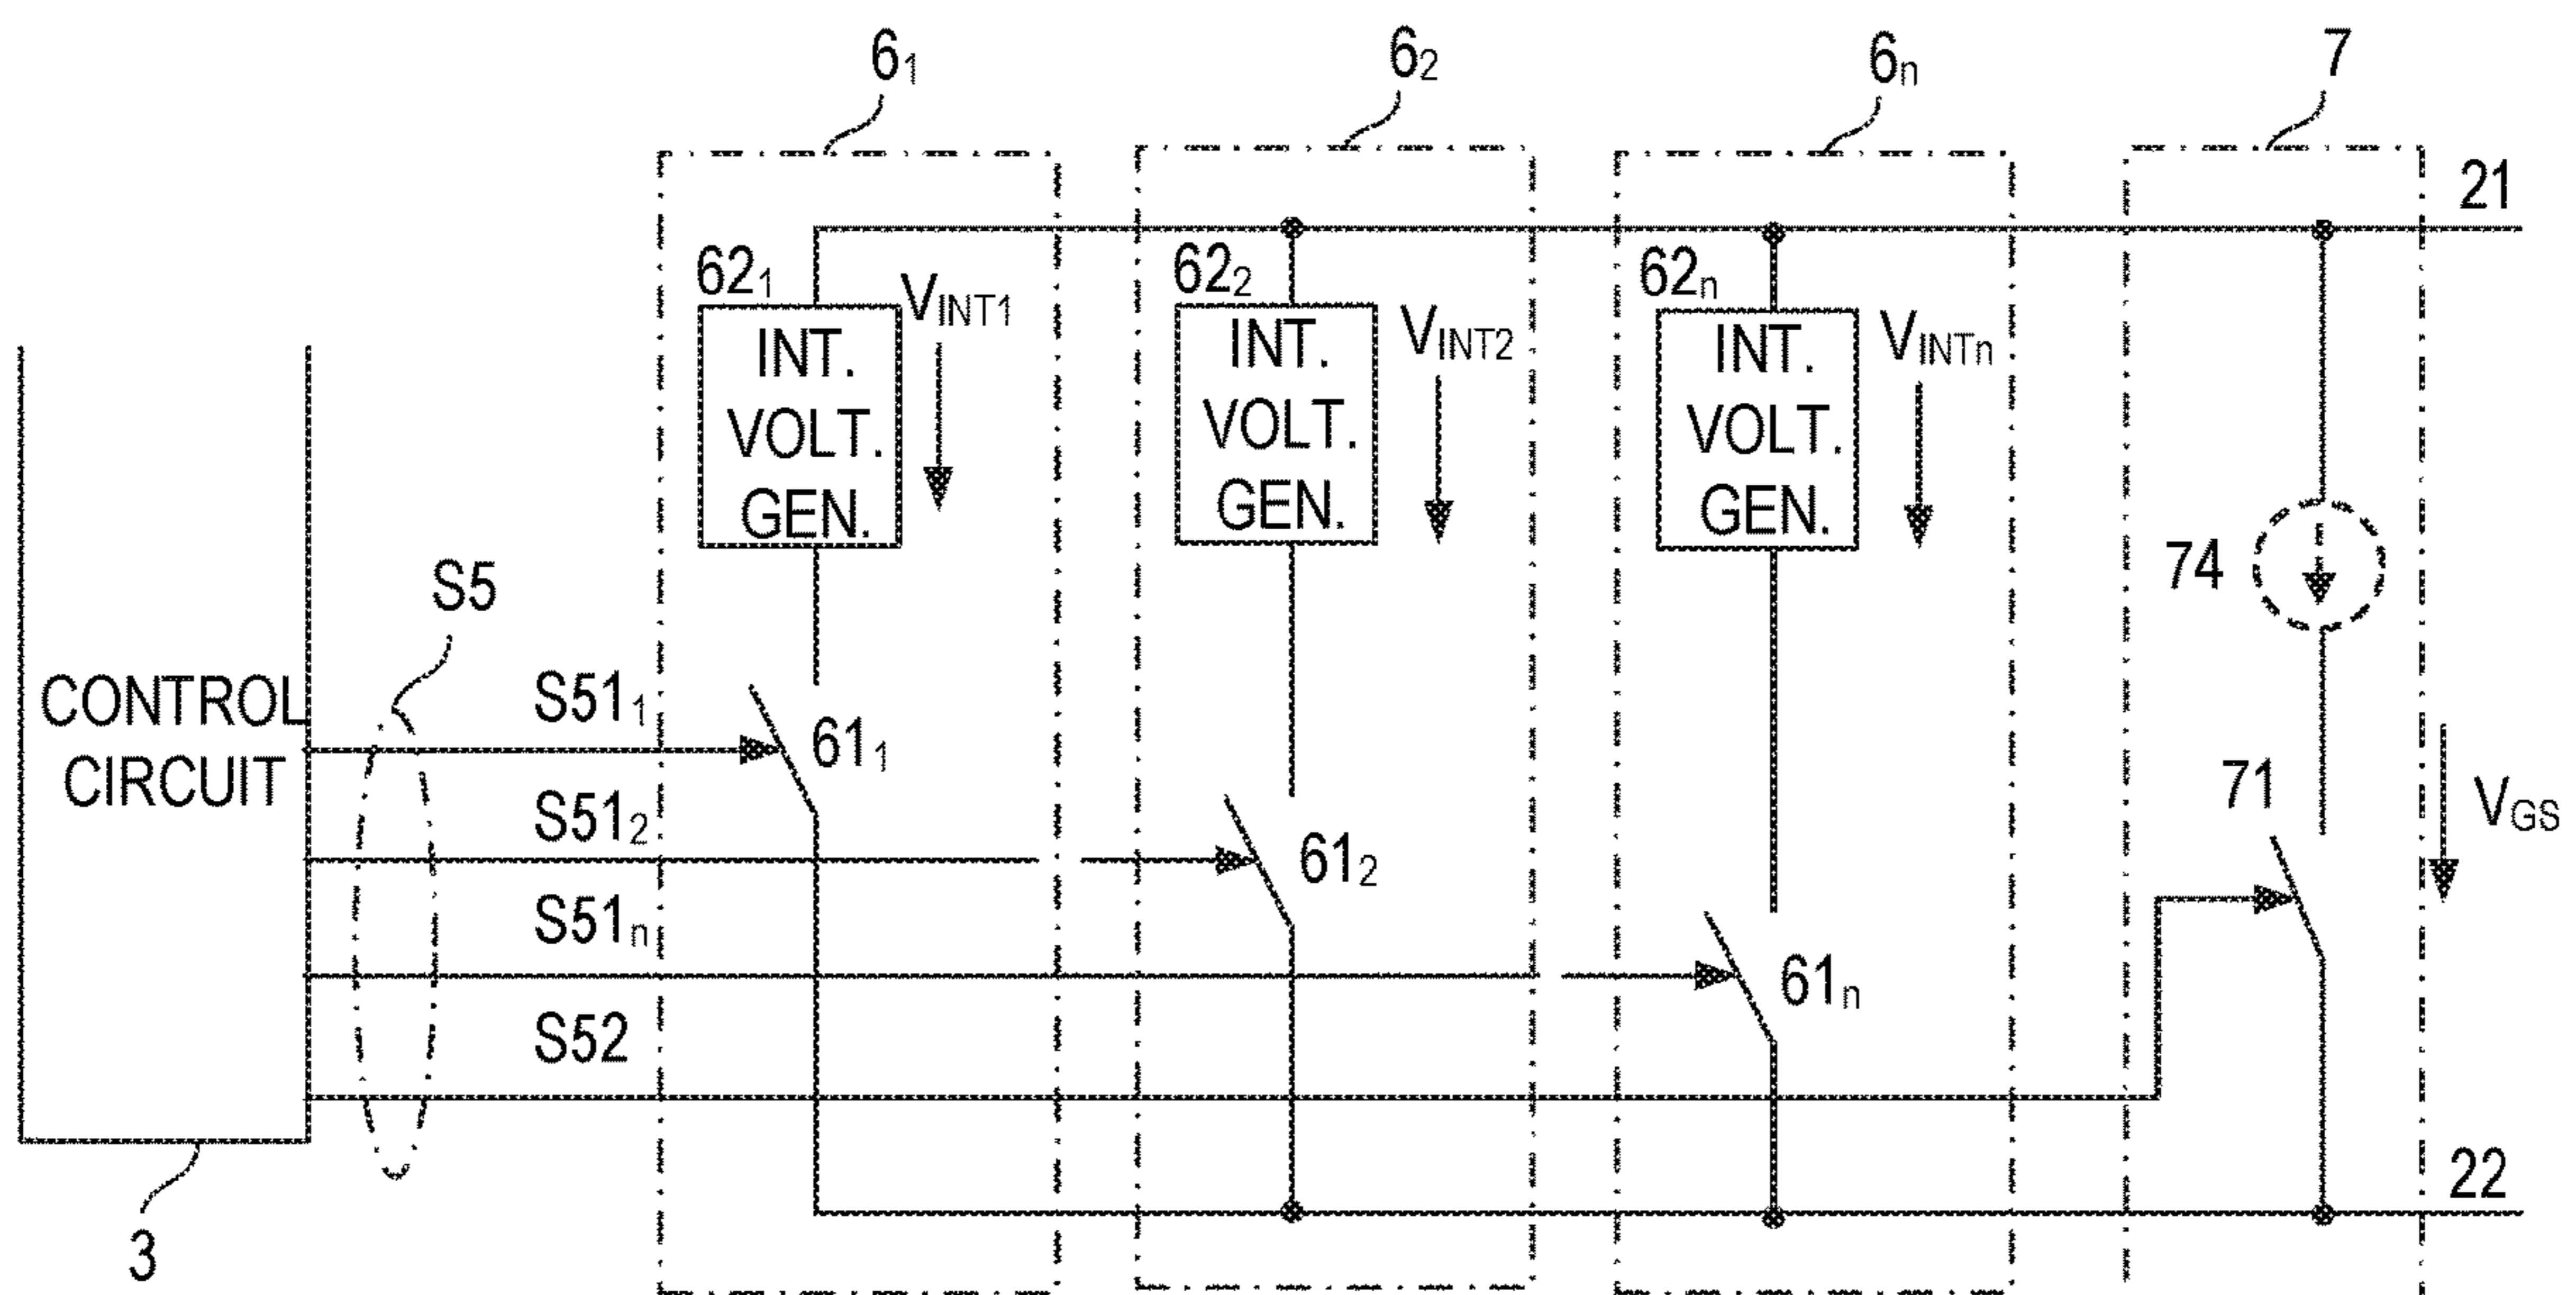 6₁
6₂
6ₙ
7
21
62₁
V_INT1
62₂
V_INT2
62ₙ
V_INTn
INT.
VOLT.
GEN.
INT.
VOLT.
GEN.
INT.
VOLT.
GEN.
74
S5
CONTROL
CIRCUIT
S51₁
61₁
S51₂
61₂
S51ₙ
61ₙ
S52
71
V_GS
22
3